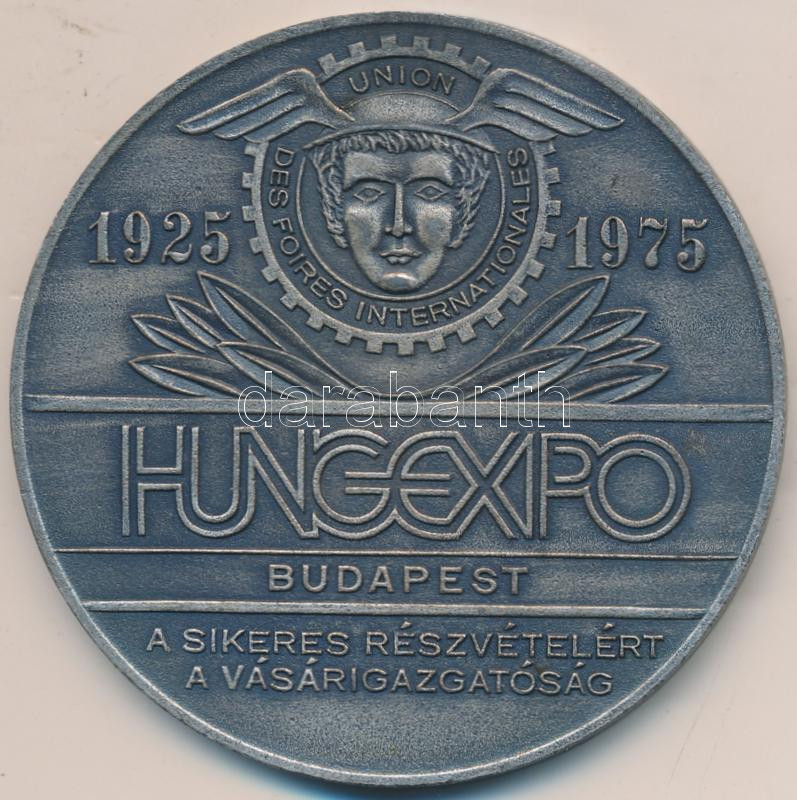 UNION
DES FOIRES INTERNATIONALES
1925 1975
darabanth
HUNGEXPO
BUDAPEST
A SIKERES RÉSZVÉTELÉRT
A VÁSÁRIGAZGATÓSÁG